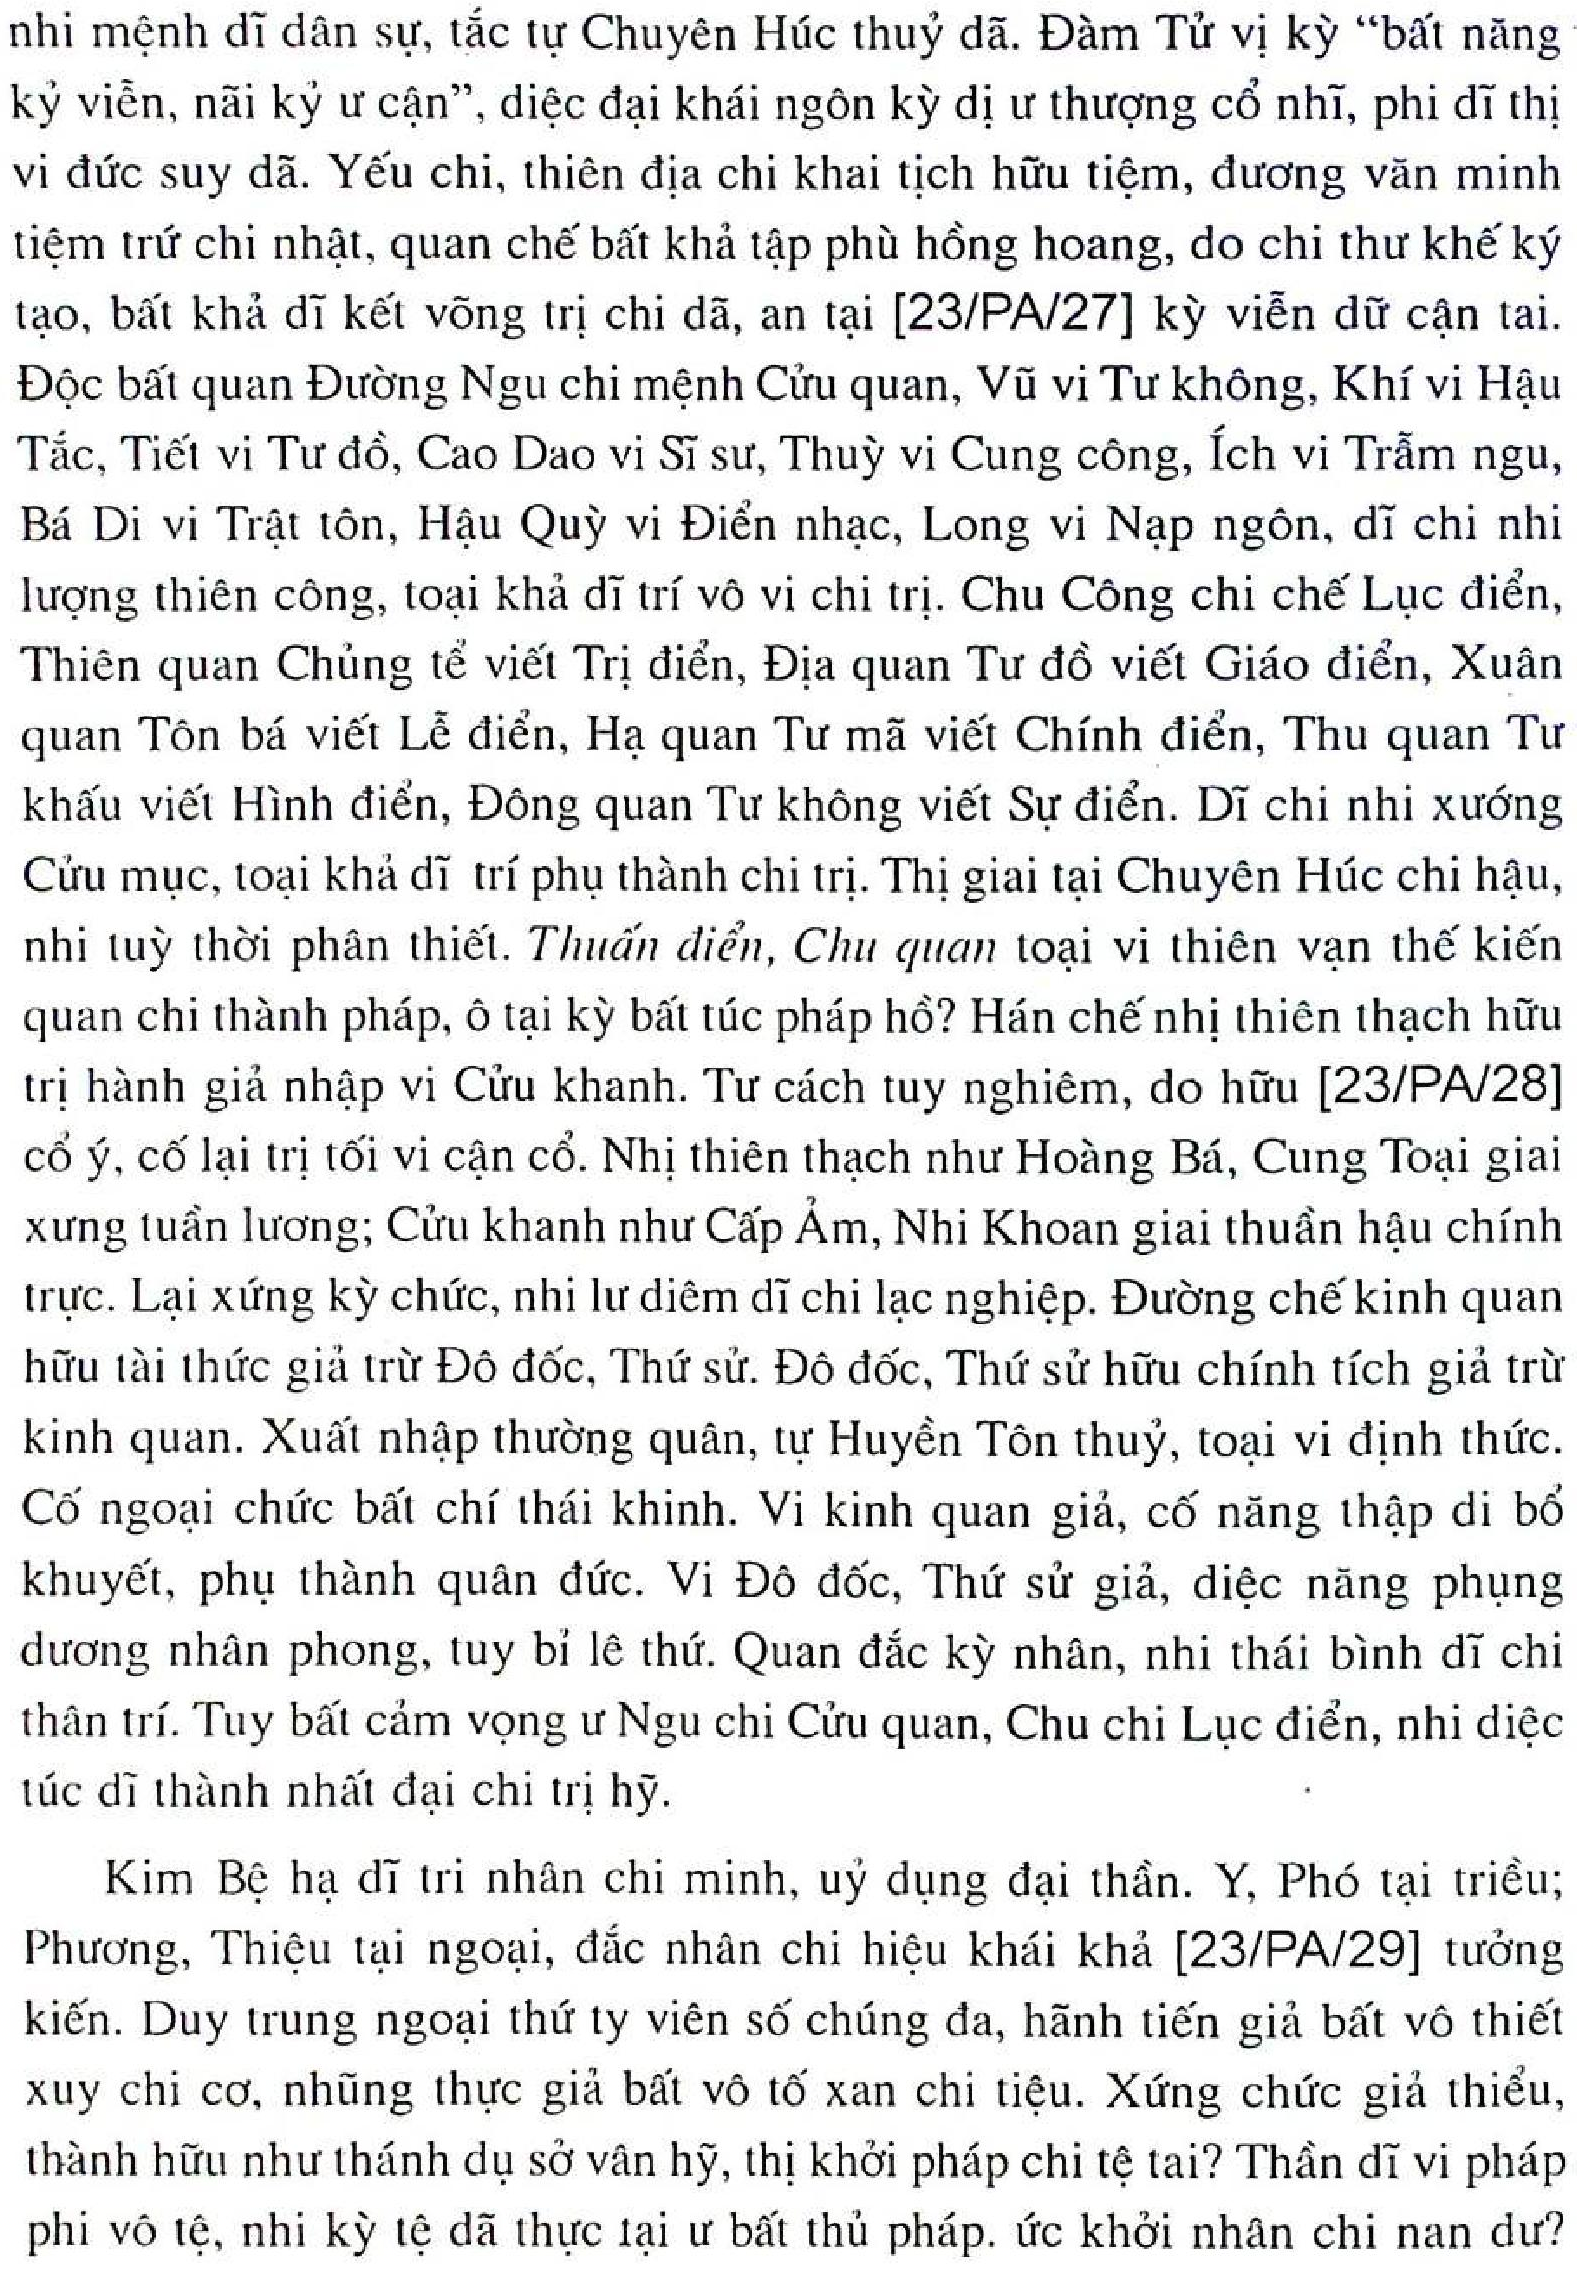 nhi mệnh dĩ dân sự, tắc tự Chuyên Húc thuỷ dã. Đàm Tử vị kỳ “bất năng
kỷ viễn, nãi kỷ ư cận”, diệc đại khái ngôn kỳ dị ư thượng cổ nhĩ, phi dĩ thị
vi đức suy dã. Yếu chi, thiên địa chi khai tịch hữu tiệm, đương văn minh
tiệm trứ chi nhật, quan chế bất khả tập phù hồng hoang, do chi thư khế ký
tạo, bất khả dĩ kết võng trị chi dã, an tại [23/PA/27] kỳ viễn dữ cận tai.
Độc bất quan Đường Ngu chi mệnh Cửu quan, Vũ vi Tư không, Khí vi Hậu
Tắc, Tiết vi Tư đồ, Cao Dao vi Sĩ sư, Thuỳ vi Cung công, Ích vi Trẫm ngu,
Bá Di vi Trật tôn, Hậu Quỳ vi Điển nhạc, Long vi Nạp ngôn, dĩ chi nhi
lượng thiên công, toại khả dĩ trí vô vi chi trị. Chu Công chi chế Lục điển,
Thiên quan Chủng tể viết Trị điển, Địa quan Tư đồ viết Giáo điển, Xuân
quan Tôn bá viết Lễ điển, Hạ quan Tư mã viết Chính điển, Thu quan Tư
khấu viết Hình điển, Đông quan Tư không viết Sự điển. Dĩ chi nhi xướng
Cửu mục, toại khả dĩ trí phụ thành chi trị. Thị giai tại Chuyên Húc chi hậu,
nhi tuỳ thời phân thiết. Thuấn điển, Chu quan toại vi thiên vạn thế kiến
quan chi thành pháp, ô tại kỳ bất túc pháp hồ? Hán chế nhị thiên thạch hữu
trị hành giả nhập vi Cửu khanh. Tư cách tuy nghiêm, do hữu [23/PA/28]
cổ ý, cố lại trị tối vi cận cổ. Nhị thiên thạch như Hoàng Bá, Cung Toại giai
xưng tuần lương; Cửu khanh như Cấp Ảm, Nhi Khoan giai thuần hậu chính
trực. Lại xứng kỳ chức, nhi lư diêm dĩ chi lạc nghiệp. Đường chế kinh quan
hữu tài thức giả trừ Đô đốc, Thứ sử. Đô đốc, Thứ sử hữu chính tích giả trừ
kinh quan. Xuất nhập thường quân, tự Huyền Tôn thuỷ, toại vi định thức.
Cố ngoại chức bất chí thái khinh. Vi kinh quan giả, cố năng thập di bổ
khuyết, phụ thành quân đức. Vi Đô đốc, Thứ sử giả, diệc năng phụng
dương nhân phong, tuy bỉ lê thứ. Quan đắc kỳ nhân, nhi thái bình dĩ chi
thân trí. Tuy bất cảm vọng ư Ngu chi Cửu quan, Chu chi Lục điển, nhi diệc
túc dĩ thành nhất đại chi trị hỹ.
Kim Bệ hạ dĩ tri nhân chi minh, uỷ dụng đại thần. Y, Phó tại triều;
Phương, Thiệu tại ngoại, đắc nhân chi hiệu khái khả [23/PA/29] tưởng
kiến. Duy trung ngoại thứ ty viên số chúng đa, hãnh tiến giả bất vô thiết
xuy chi cơ, nhũng thực giả bất vô tố xan chi tiệu. Xứng chức giả thiểu,
thành hữu như thánh dụ sở vân hỹ, thị khởi pháp chi tệ tai? Thần dĩ vi pháp
phi vô tệ, nhi kỳ tệ dã thực tại ư bất thủ pháp. ức khởi nhân chi nan dư?